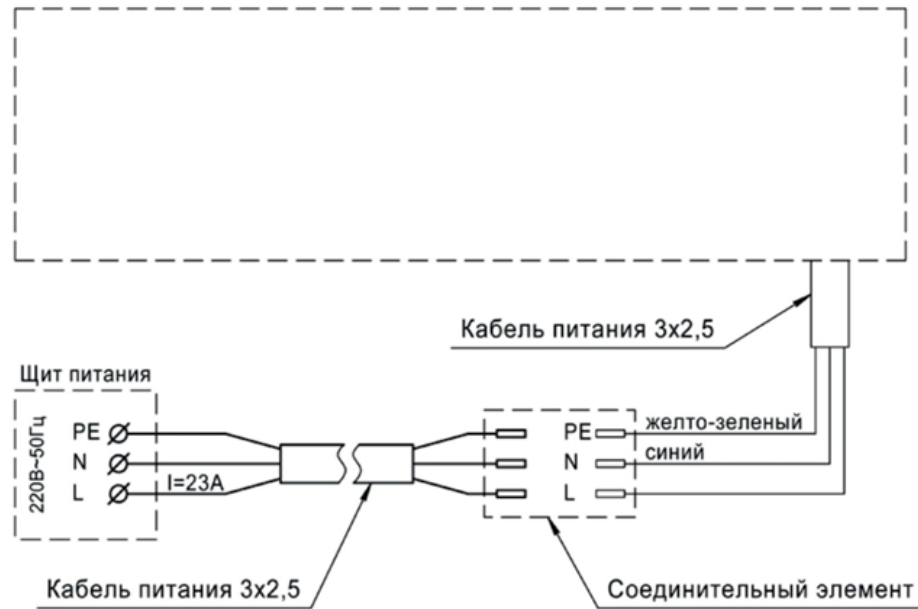 Кабель питания 3х2,5
Щит питания
220В~50Гц
PE
N
L
I=23А
PE
N
L
желто-зеленый
синий
Кабель питания 3х2,5
Соединительный элемент